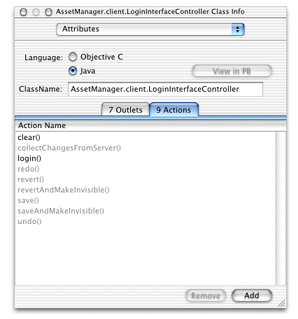 AssetManager.client.LoginInterfaceController Class Info
Attributes
Language: Objective C
Java
View in PB
ClassName: AssetManager.client.LoginInterfaceController
7 Outlets 9 Actions
Action Name
clear()
collectChangesFromServer()
login()
redo()
revert()
revertAndMakeInvisible()
save()
saveAndMakeInvisible()
undo()
Remove Add